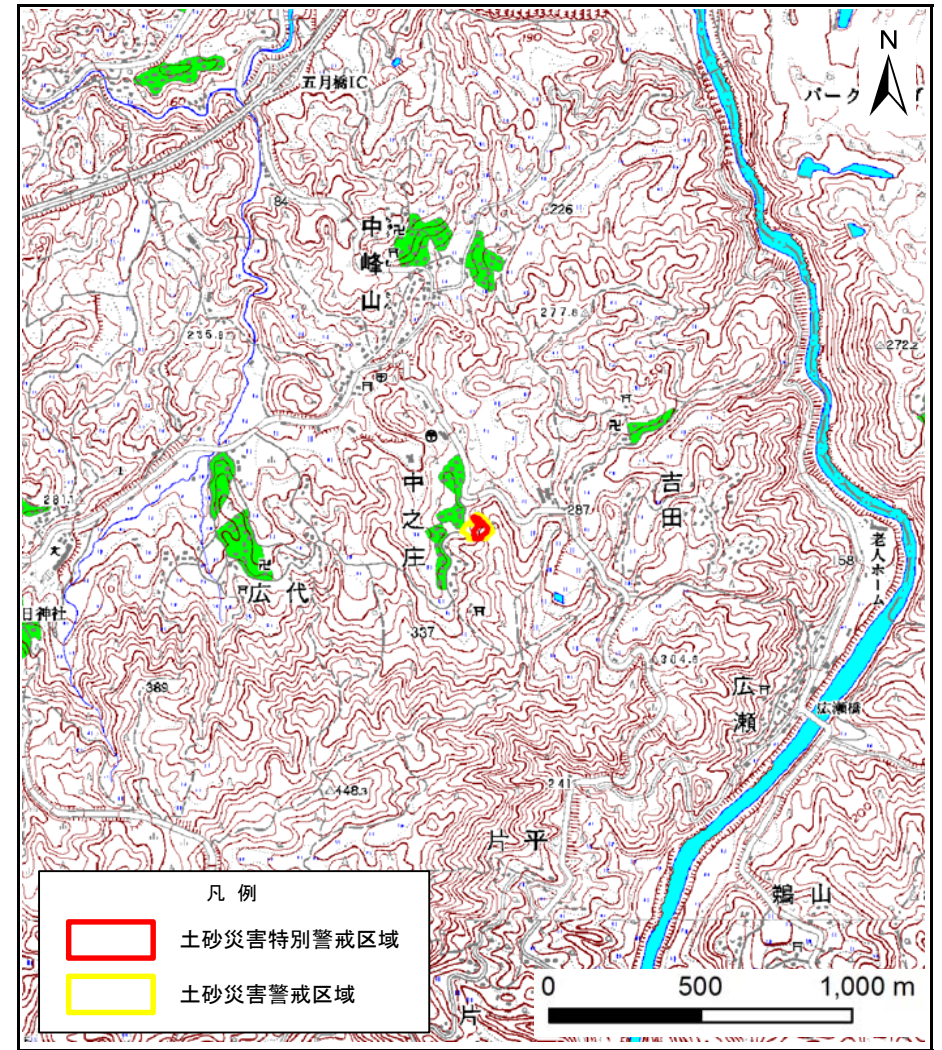 190
N
五月橋IC
60
パーク
84
226
中峰山
277.8
235.8
272.2
中之庄
吉田
287
281.1
老人ホーム
58
広代
日神社
337
304.8
広瀬
389
広瀬橋
448.3
241
片平
200
鵜山
凡 例
土砂災害特別警戒区域
土砂災害警戒区域
0 500 1,000 m
片